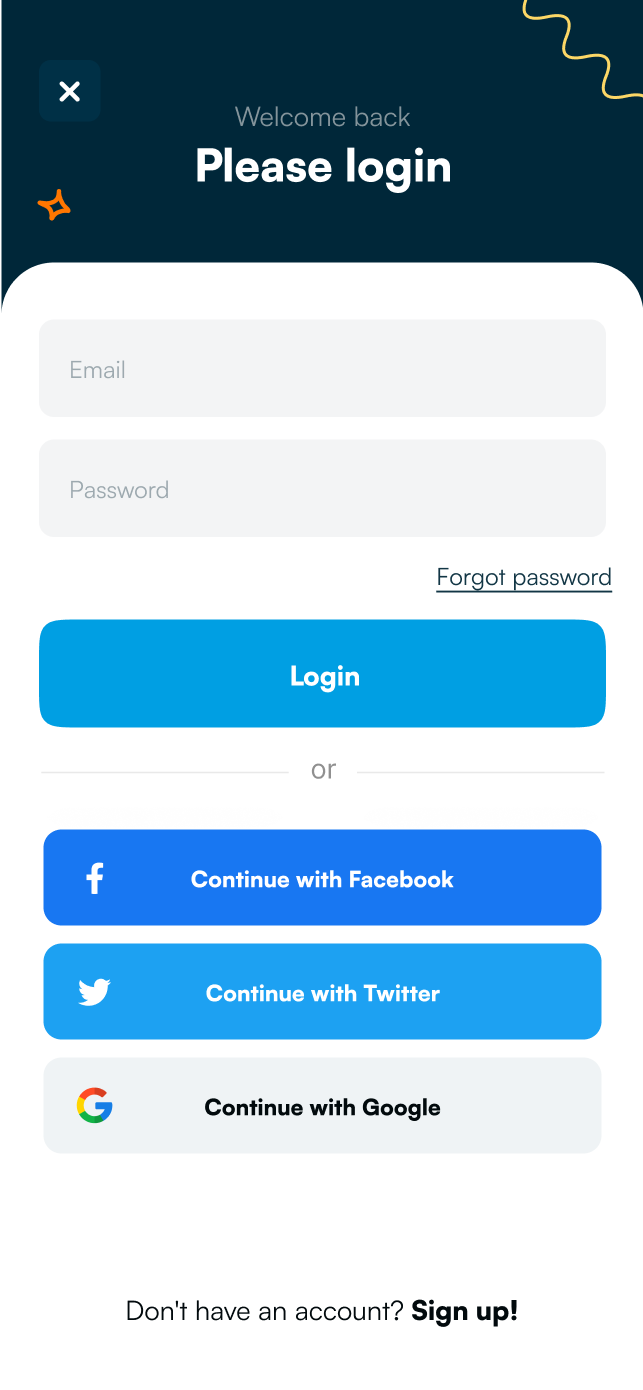 Welcome back
Please login
Email
Password
Forgot password
Login
or
Continue with Facebook
Continue with Twitter
Continue with Google
Don't have an account? Sign up!